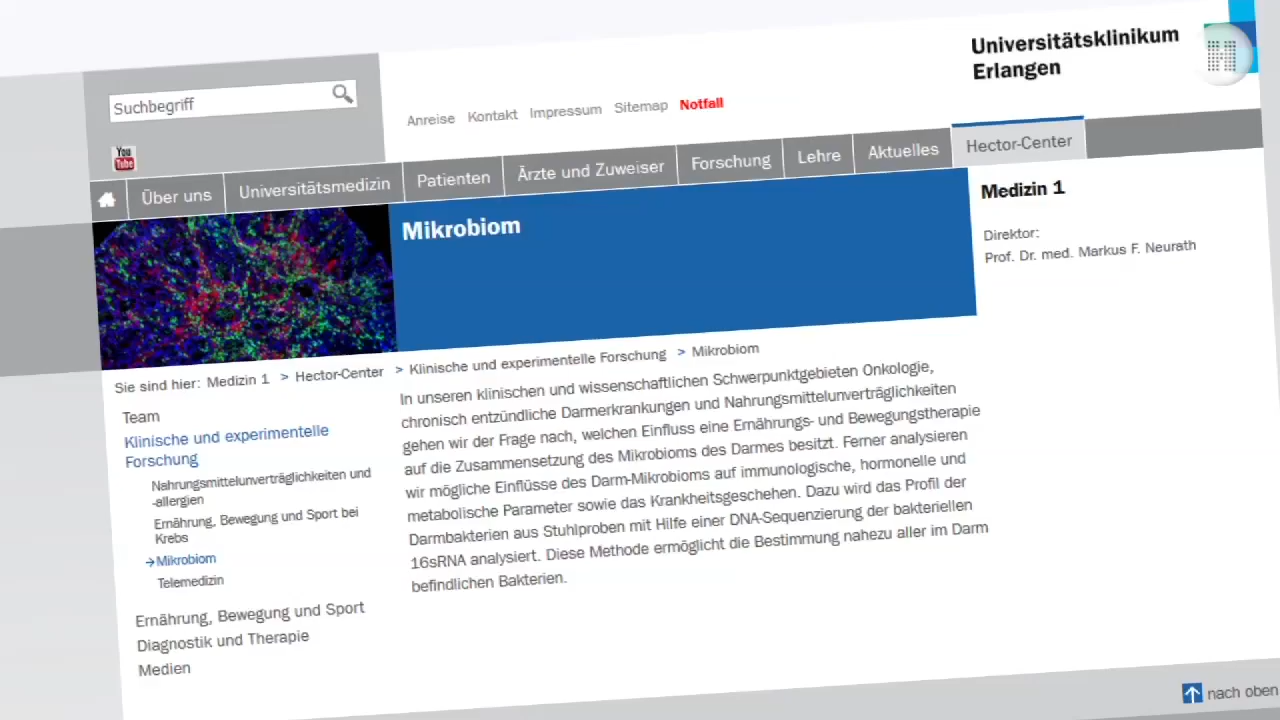 Universitätsklinikum
Erlangen
Suchbegriff
Anreise Kontakt Impressum Sitemap Notfall
You
Tube
Über uns Universitätsmedizin Patienten Ärzte und Zuweiser Forschung Lehre Aktuelles Hector-Center
Mikrobiom
Medizin 1
Direktor:
Prof. Dr. med. Markus F. Neurath
Sie sind hier: Medizin 1 > Hector-Center > Klinische und experimentelle Forschung > Mikrobiom
Team
Klinische und experimentelle
Forschung
Nahrungsmittelunverträglichkeiten und
-allergien
Ernährung, Bewegung und Sport bei
Krebs
Mikrobiom
Telemedizin
Ernährung, Bewegung und Sport
Diagnostik und Therapie
Medien
In unseren klinischen und wissenschaftlichen Schwerpunktgebieten Onkologie,
chronisch entzündliche Darmerkrankungen und Nahrungsmittelunverträglichkeiten
gehen wir der Frage nach, welchen Einfluss eine Ernährungs- und Bewegungstherapie
auf die Zusammensetzung des Mikrobioms des Darmes besitzt. Ferner analysieren
wir mögliche Einflüsse des Darm-Mikrobioms auf immunologische, hormonelle und
metabolische Parameter sowie das Krankheitsgeschehen. Dazu wird das Profil der
Darmbakterien aus Stuhlproben mit Hilfe einer DNA-Sequenzierung der bakteriellen
16sRNA analysiert. Diese Methode ermöglicht die Bestimmung nahezu aller im Darm
befindlichen Bakterien.
nach oben